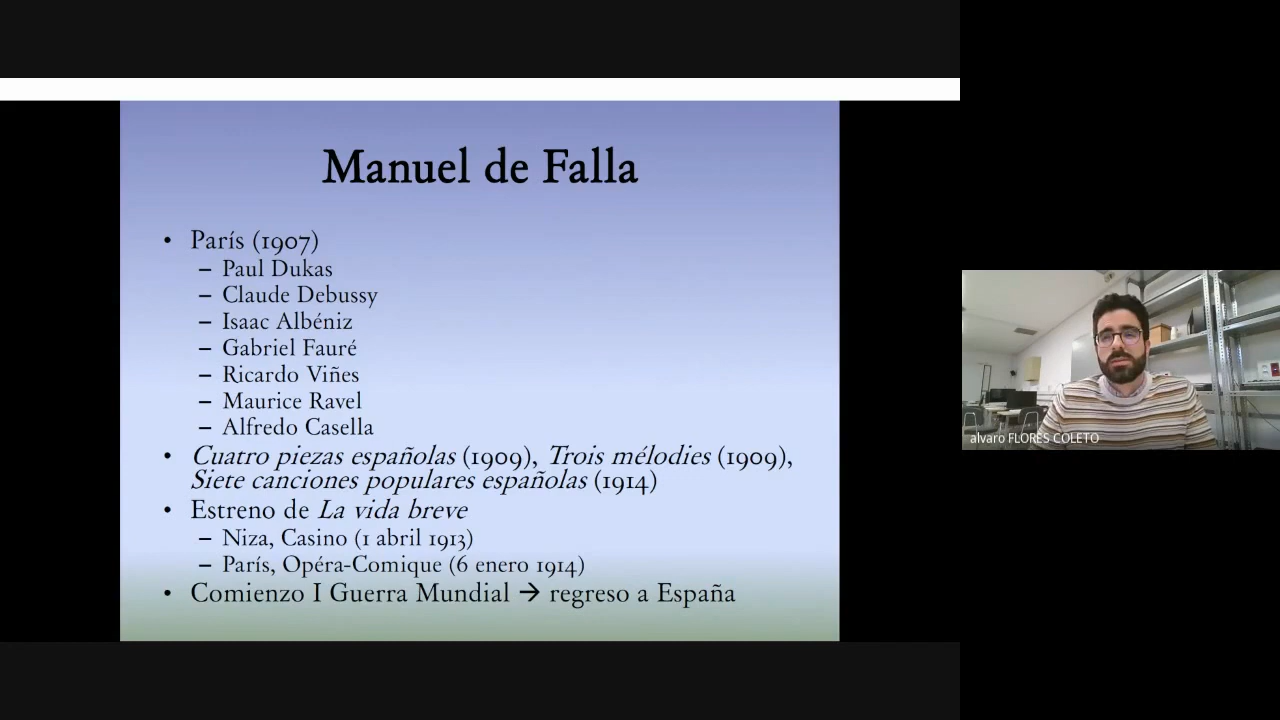 Manuel de Falla
• París (1907)
– Paul Dukas
– Claude Debussy
– Isaac Albéniz
– Gabriel Fauré
– Ricardo Viñes
– Maurice Ravel
– Alfredo Casella
• Cuatro piezas españolas (1909), Trois mélodies (1909),
Siete canciones populares españolas (1914)
• Estreno de La vida breve
– Niza, Casino (1 abril 1913)
– París, Opéra-Comique (6 enero 1914)
• Comienzo I Guerra Mundial → regreso a España
alvaro FLORES COLETO